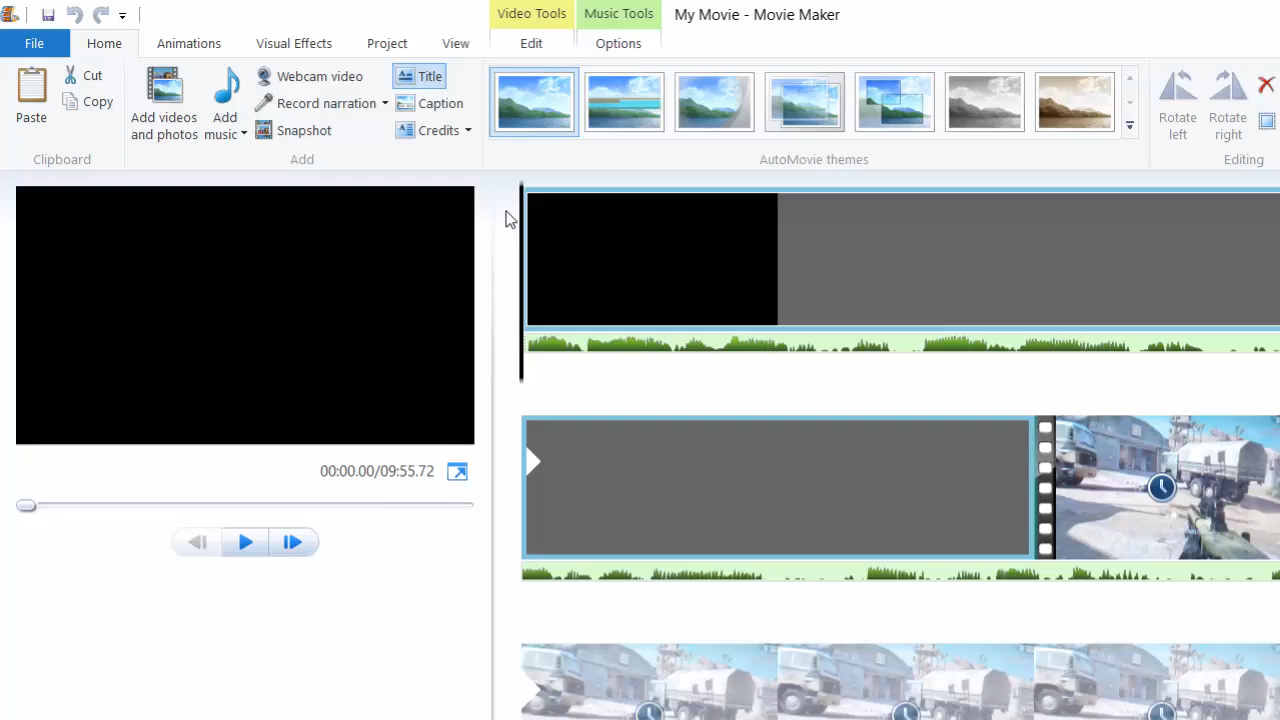 Video Tools
Music Tools
My Movie - Movie Maker
File
Home
Animations
Visual Effects
Project
View
Edit
Options
Paste
Cut
Copy
Clipboard
Add videos
and photos
Add
music
Webcam video
Record narration
Snapshot
Title
Caption
Credits
Add
AutoMovie themes
Rotate
left
Rotate
right
Editing
00:00.00/09:55.72